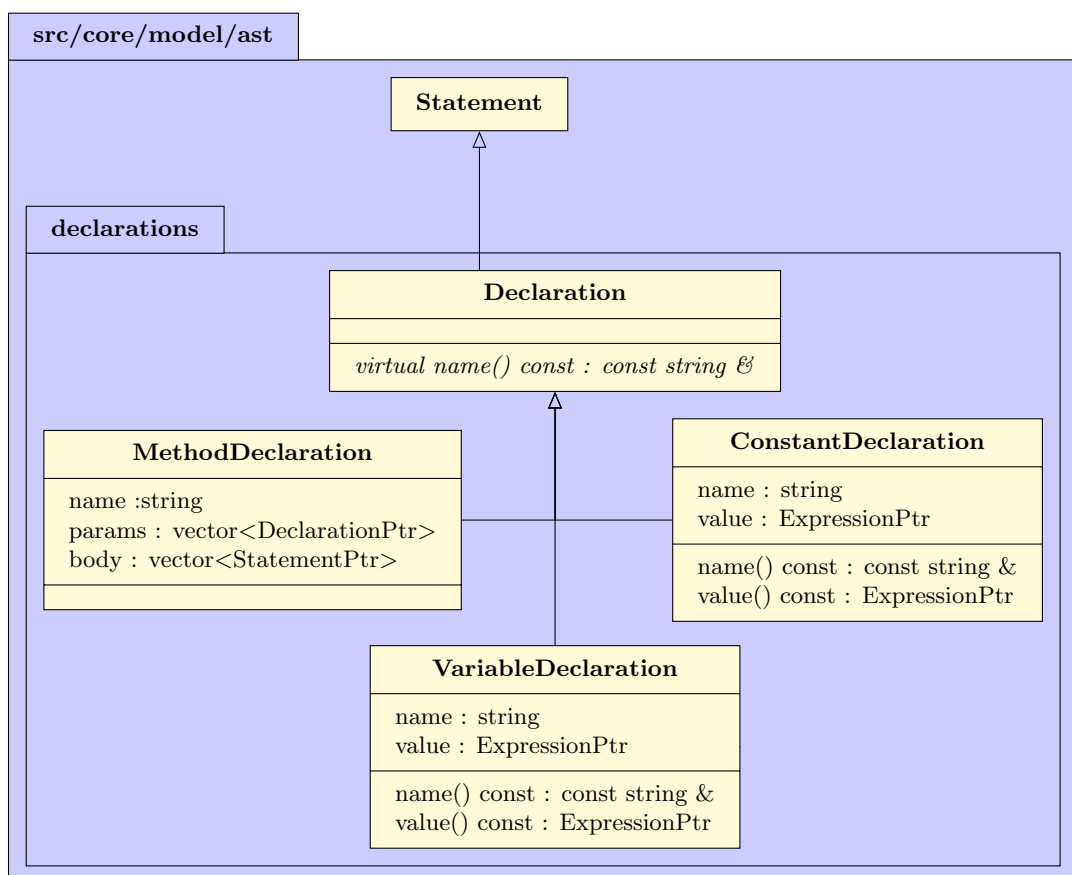 src/core/model/ast
Statement
declarations
Declaration
virtual name() const : const string &
MethodDeclaration
name :string
params : vector<DeclarationPtr>
body : vector<StatementPtr>
ConstantDeclaration
name : string
value : ExpressionPtr
name() const : const string &
value() const : ExpressionPtr
VariableDeclaration
name : string
value : ExpressionPtr
name() const : const string &
value() const : ExpressionPtr